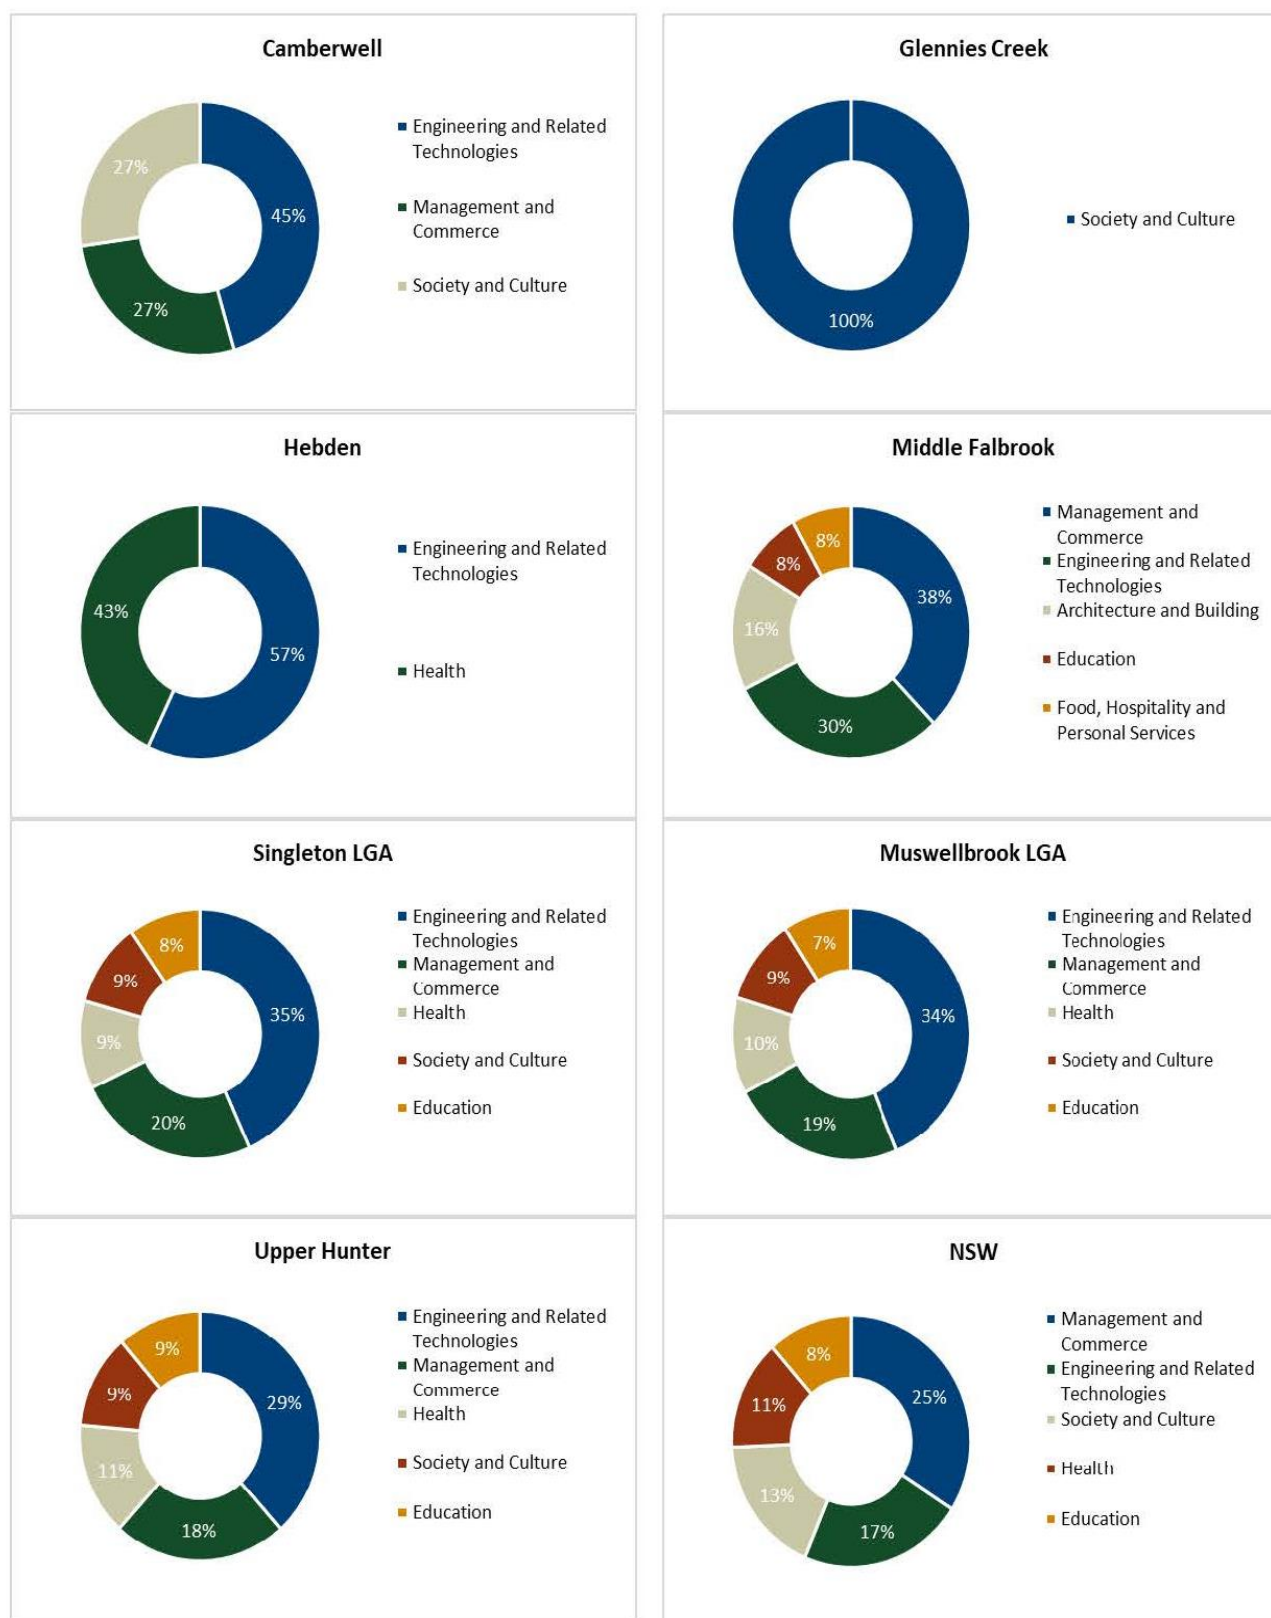 Camberwell
27%
45%
27%
Engineering and Related
Technologies
Management and
Commerce
Society and Culture
Glennies Creek
100%
Society and Culture
Hebden
43%
57%
Engineering and Related
Technologies
Health
Middle Falbrook
8%
8%
38%
16%
30%
Management and
Commerce
Engineering and Related
Technologies
Architecture and Building
Education
Food, Hospitality and
Personal Services
Singleton LGA
8%
9%
35%
9%
20%
Engineering and Related
Technologies
Management and
Commerce
Health
Society and Culture
Education
Muswellbrook LGA
7%
9%
34%
10%
19%
Engineering and Related
Technologies
Management and
Commerce
Health
Society and Culture
Education
Upper Hunter
9%
9%
29%
11%
18%
Engineering and Related
Technologies
Management and
Commerce
Health
Society and Culture
Education
NSW
8%
11%
25%
13%
17%
Management and
Commerce
Engineering and Related
Technologies
Society and Culture
Health
Education